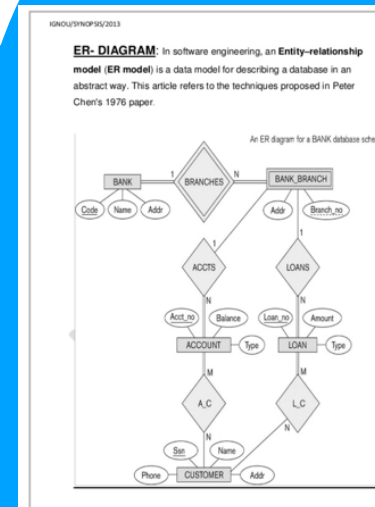 IGNOU/SYNOPSIS/2013
ER- DIAGRAM: In software engineering, an Entity–relationship
model (ER model) is a data model for describing a database in an
abstract way. This article refers to the techniques proposed in Peter
Chen's 1976 paper.
An ER diagram for a BANK database sche
1 N
BANK BRANCHES BANK_BRANCH
Code Name Addr Addr Branch_no
1 1
ACCTS LOANS
N N
Acct_no Balance Loan_no Amount
ACCOUNT Type LOAN Type
M M
A_C L_C
N N
Ssn Name
Phone CUSTOMER Addr